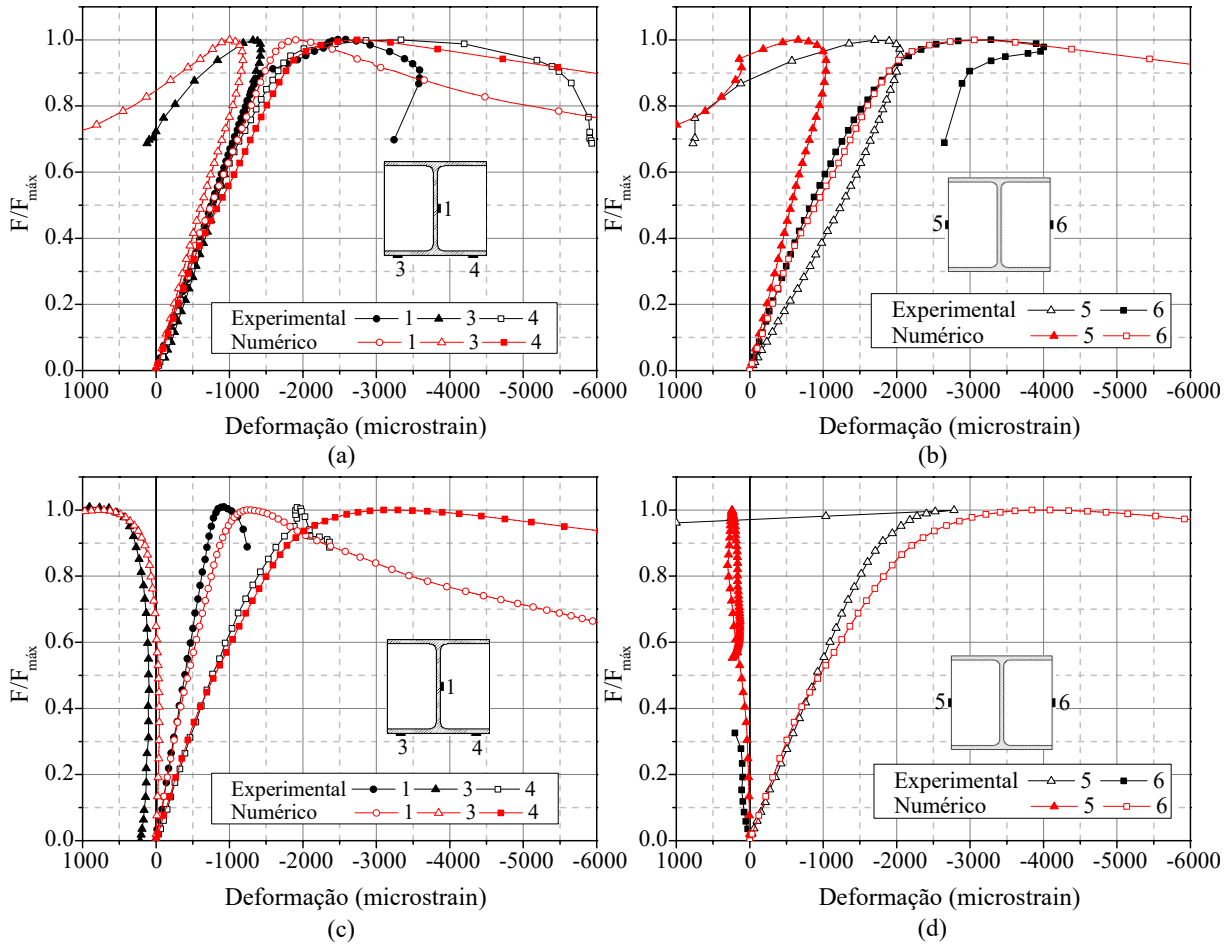 F/Fmáx
1.0
0.8
0.6
0.4
0.2
0.0
1
3 4
Experimental 1 3 4
Numérico 1 3 4
1000 0 -1000 -2000 -3000 -4000 -5000 -6000
Deformação (microstrain)
(a)
F/Fmáx
1.0
0.8
0.6
0.4
0.2
0.0
5 6
Experimental 5 6
Numérico 5 6
1000 0 -1000 -2000 -3000 -4000 -5000 -6000
Deformação (microstrain)
(b)
F/Fmáx
1.0
0.8
0.6
0.4
0.2
0.0
1
3 4
Experimental 1 3 4
Numérico 1 3 4
1000 0 -1000 -2000 -3000 -4000 -5000 -6000
Deformação (microstrain)
(c)
F/Fmáx
1.0
0.8
0.6
0.4
0.2
0.0
5 6
Experimental 5 6
Numérico 5 6
1000 0 -1000 -2000 -3000 -4000 -5000 -6000
Deformação (microstrain)
(d)